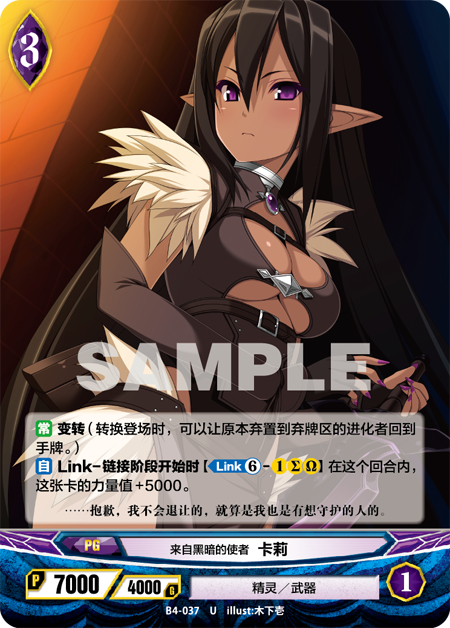 3
SAMPLE
常 变转（转换登场时，可以让原本弃置到弃牌区的进化者回到
手牌。）
自 Link-链接阶段开始时【Link 6 - 1 Σ Ω】在这个回合内，
这张卡的力量值+5000。
……抱歉，我不会退让的，就算是我也是有想守护的人的。
PG 来自黑暗的使者 卡莉
P 7000 / 4000 G 精灵／武器 1
B4-037 U illust:木下壱